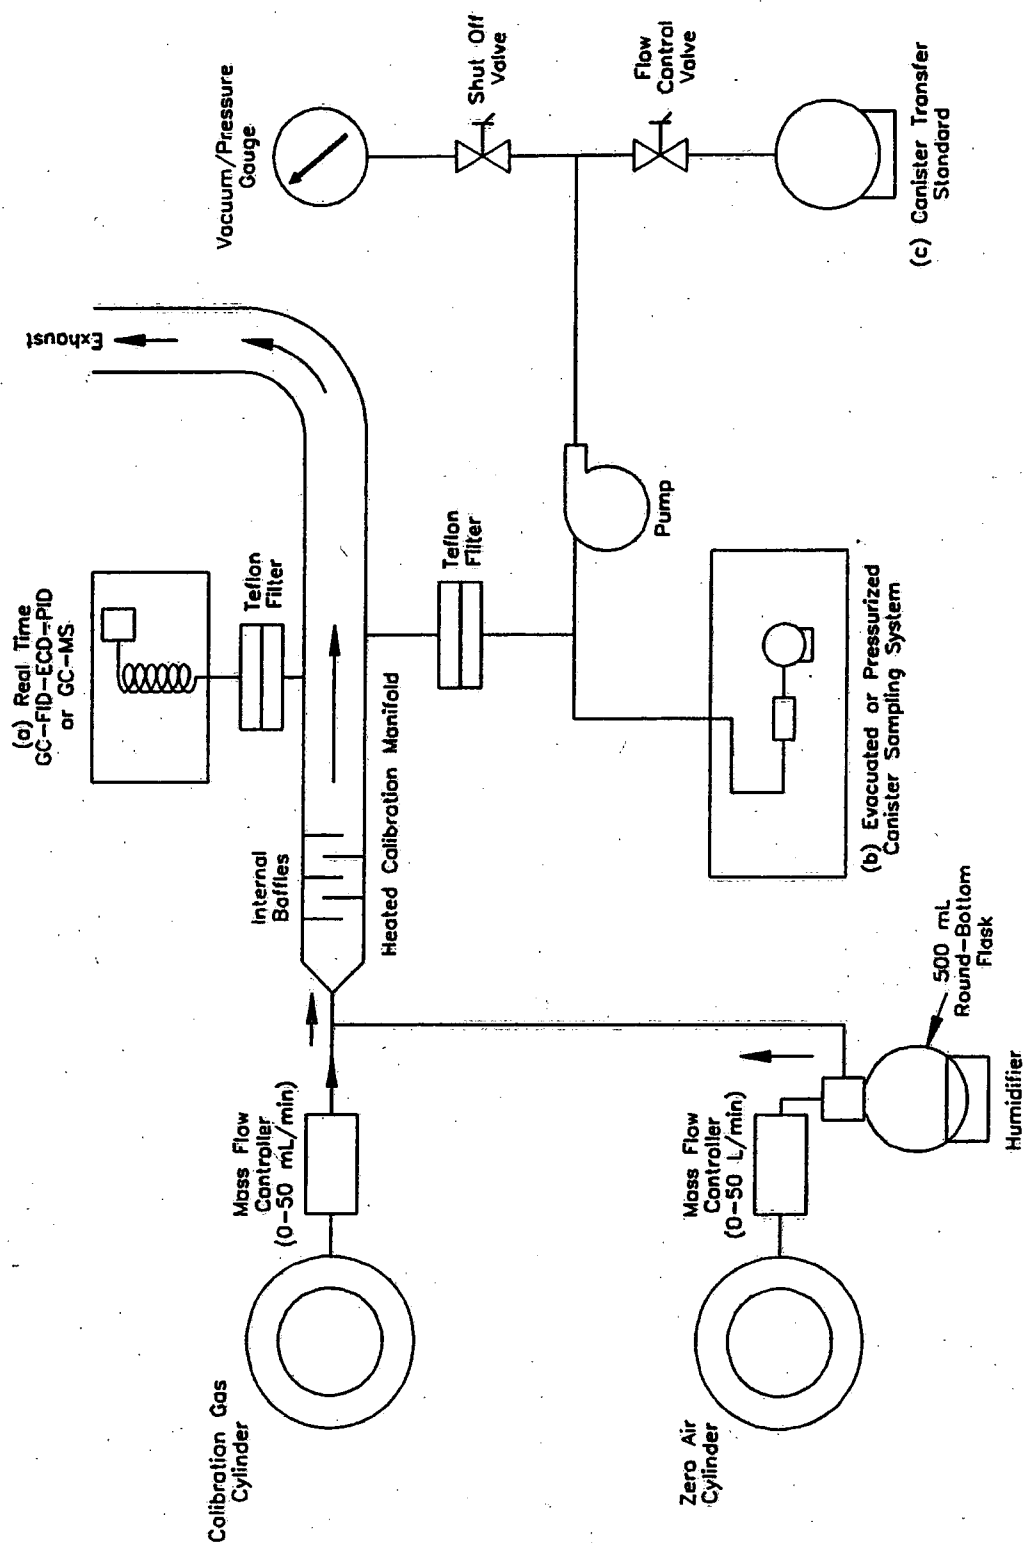 Exhaust
(a) Real Time
GC-FID-ECD-PID
or GC-MS
Teflon
Filter
Internal
Baffles
Heated Calibration Manifold
Teflon
Filter
Vacuum/Pressure
Gauge
Shut Off
Valve
Flow
Control
Valve
(c) Canister Transfer
Standard
Pump
(b) Evacuated or Pressurized
Canister Sampling System
Calibration Gas
Cylinder
Mass Flow
Controller
(0-50 mL/min)
Zero Air
Cylinder
Mass Flow
Controller
(0-50 L/min)
500 mL
Round-Bottom
Flask
Humidifier